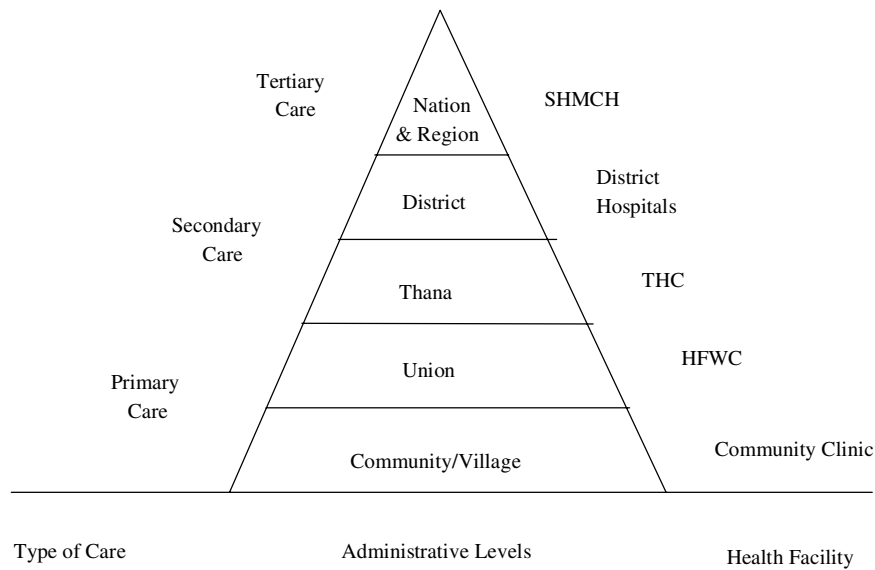 Tertiary
Care
Nation
& Region
SHMCH
District
District
Hospitals
Secondary
Care
Thana
THC
Union
HFWC
Primary
Care
Community/Village
Community Clinic
Type of Care
Administrative Levels
Health Facility